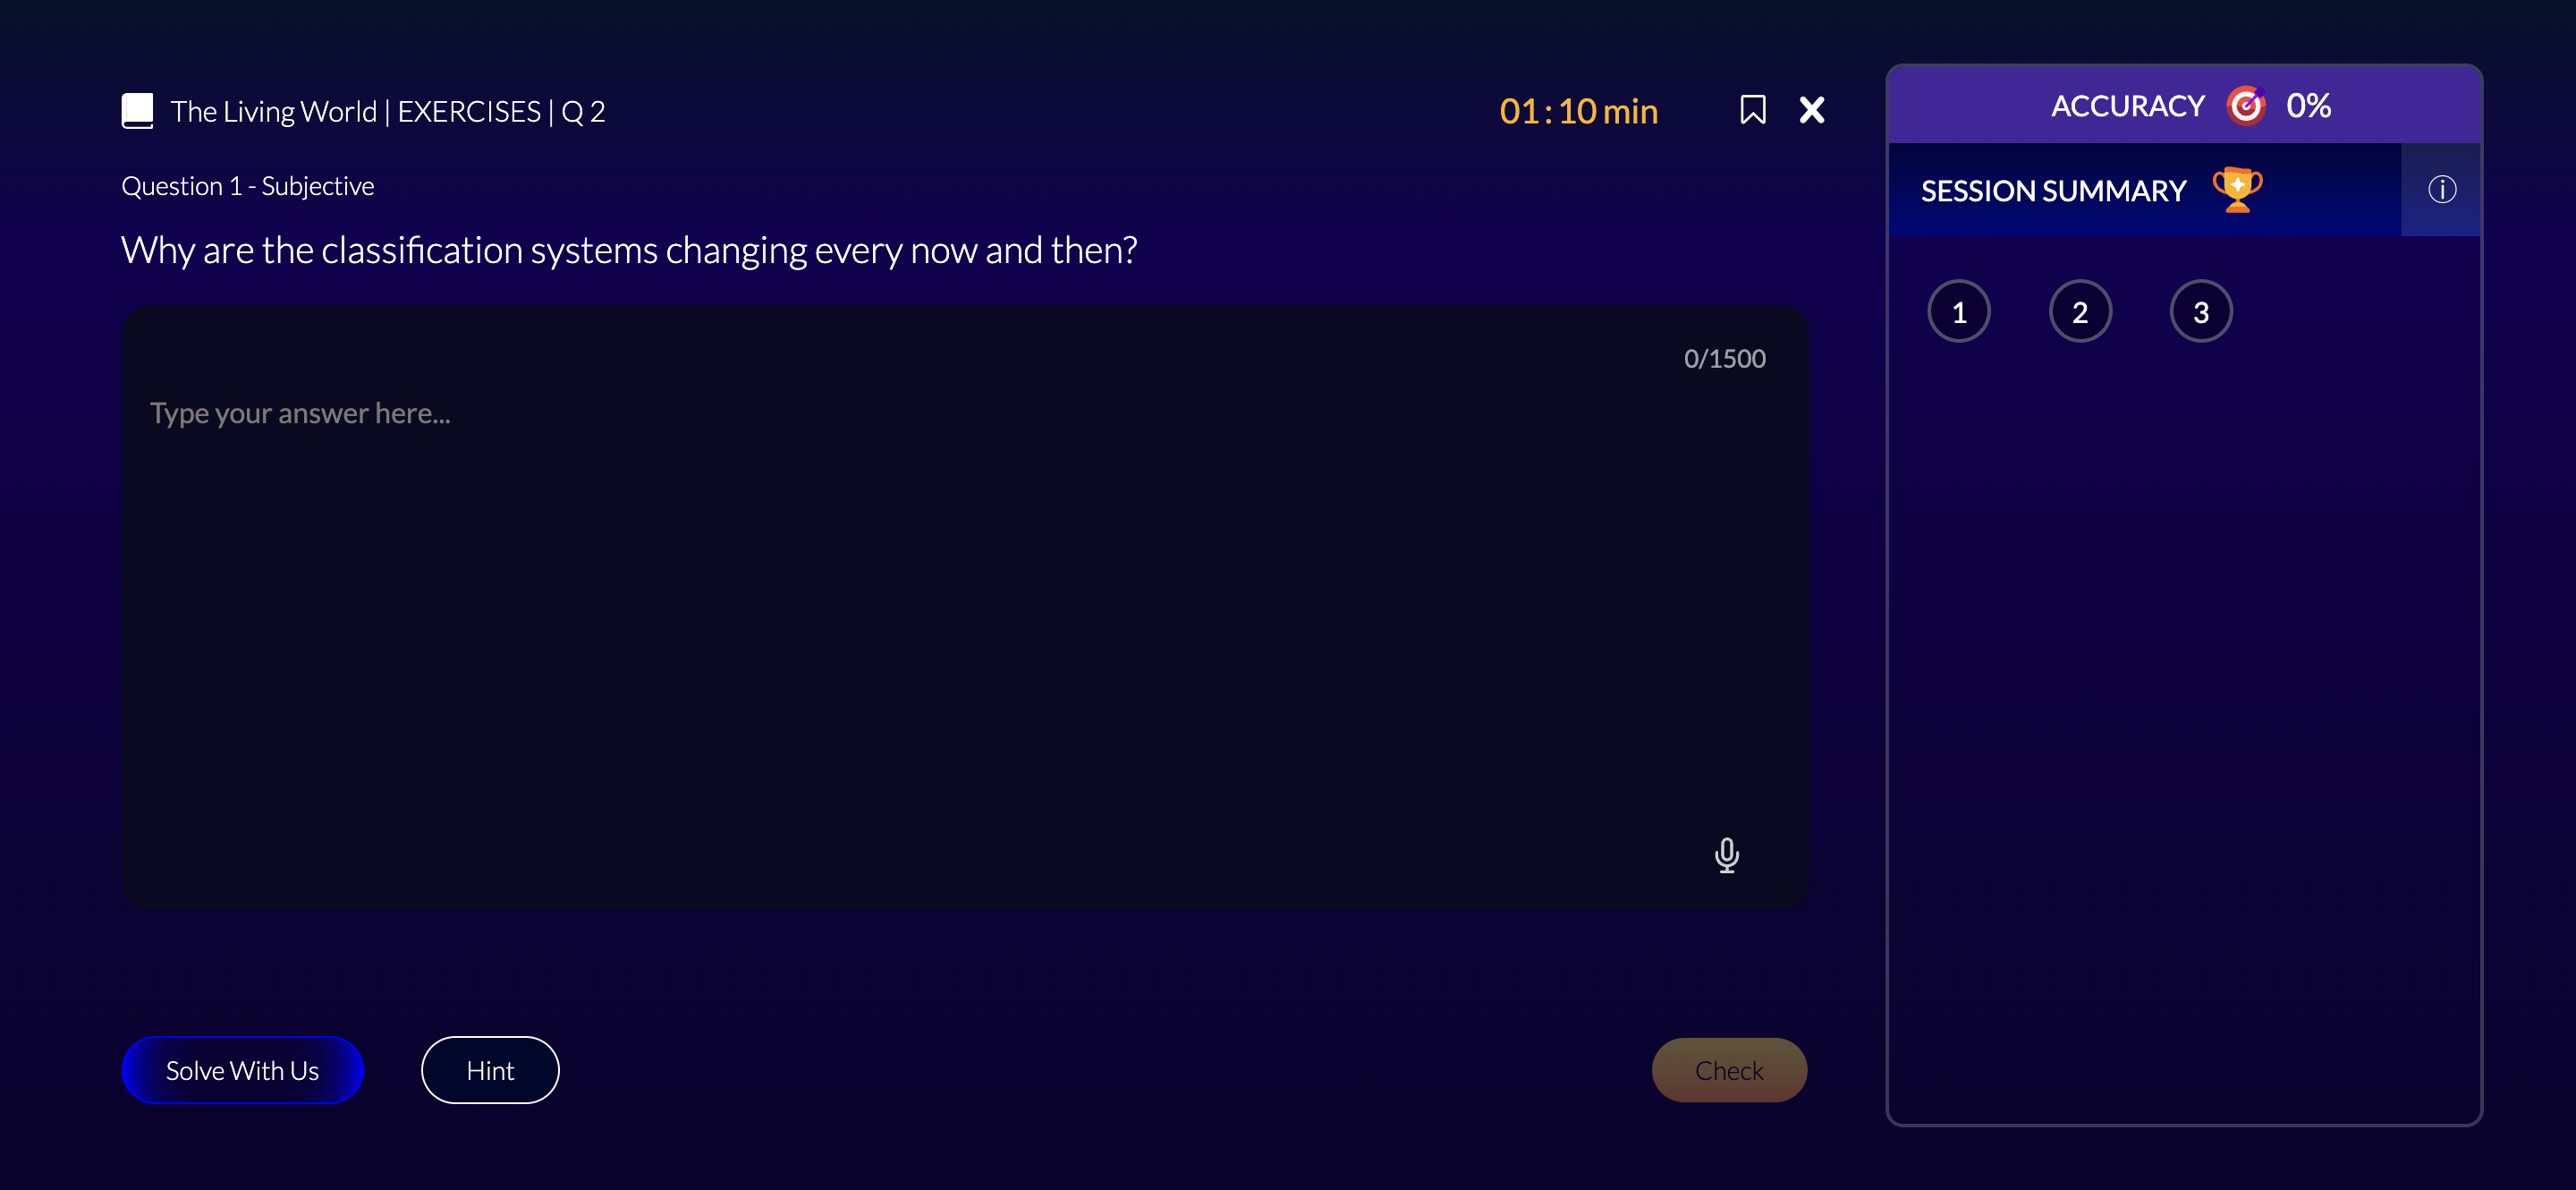 The Living World | EXERCISES | Q 2
01 : 10 min
Question 1 - Subjective
Why are the classification systems changing every now and then?
0/1500
Type your answer here...
Solve With Us
Hint
Check
ACCURACY 0%
SESSION SUMMARY
1 2 3